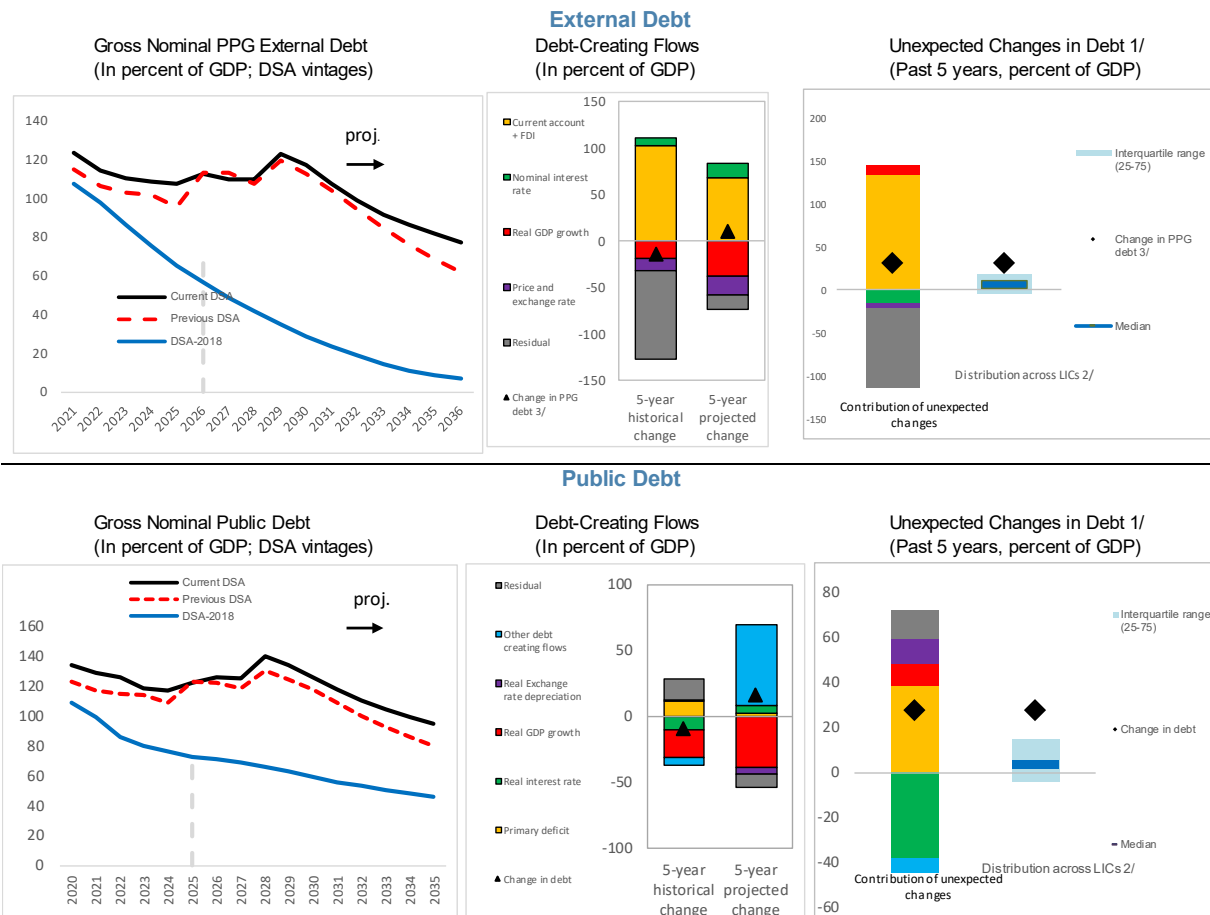 External Debt
Gross Nominal PPG External Debt
(In percent of GDP; DSA vintages)
140
120
100
80
60
40
20
0
proj.
Current DSA
Previous DSA
DSA-2018
2021
2022
2023
2024
2025
2026
2027
2028
2029
2030
2031
2032
2033
2034
2035
2036
Debt-Creating Flows
(In percent of GDP)
Current account
+ FDI
Nominal interest
rate
Real GDP growth
Price and
exchange rate
Residual
Change in PPG
debt 3/
150
100
50
0
-50
-100
-150
5-year
historical
change
5-year
projected
change
Unexpected Changes in Debt 1/
(Past 5 years, percent of GDP)
200
150
100
50
0
-50
-100
-150
Interquartile range
(25-75)
Change in PPG
debt 3/
Median
Distribution across LICs 2/
Contribution of unexpected
changes
Public Debt
Gross Nominal Public Debt
(In percent of GDP; DSA vintages)
Current DSA
Previous DSA
DSA-2018
proj.
160
140
120
100
80
60
40
20
0
2020
2021
2022
2023
2024
2025
2026
2027
2028
2029
2030
2031
2032
2033
2034
2035
Debt-Creating Flows
(In percent of GDP)
Residual
Other debt
creating flows
Real Exchange
rate depreciation
Real GDP growth
Real interest rate
Primary deficit
Change in debt
100
50
0
-50
-100
5-year
historical
change
5-year
projected
change
Unexpected Changes in Debt 1/
(Past 5 years, percent of GDP)
80
60
40
20
0
-20
-40
-60
Interquartile range
(25-75)
Change in debt
Median
Distribution across LICs 2/
Contribution of unexpected
changes